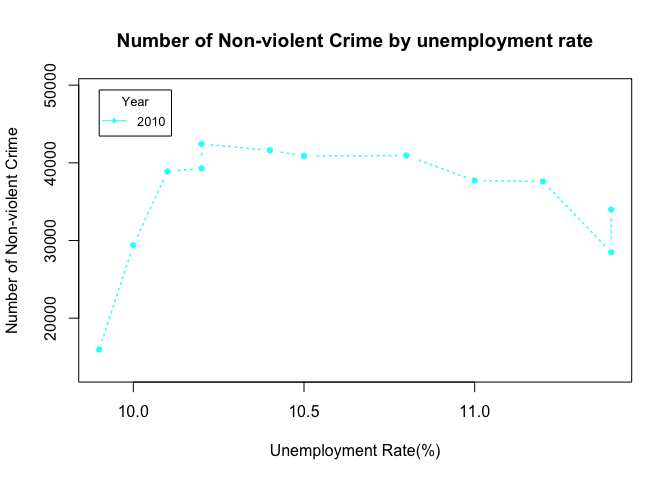 Number of Non-violent Crime by unemployment rate
Number of Non-violent Crime
50000
40000
30000
20000
Year
2010
10.0 10.5 11.0
Unemployment Rate(%)